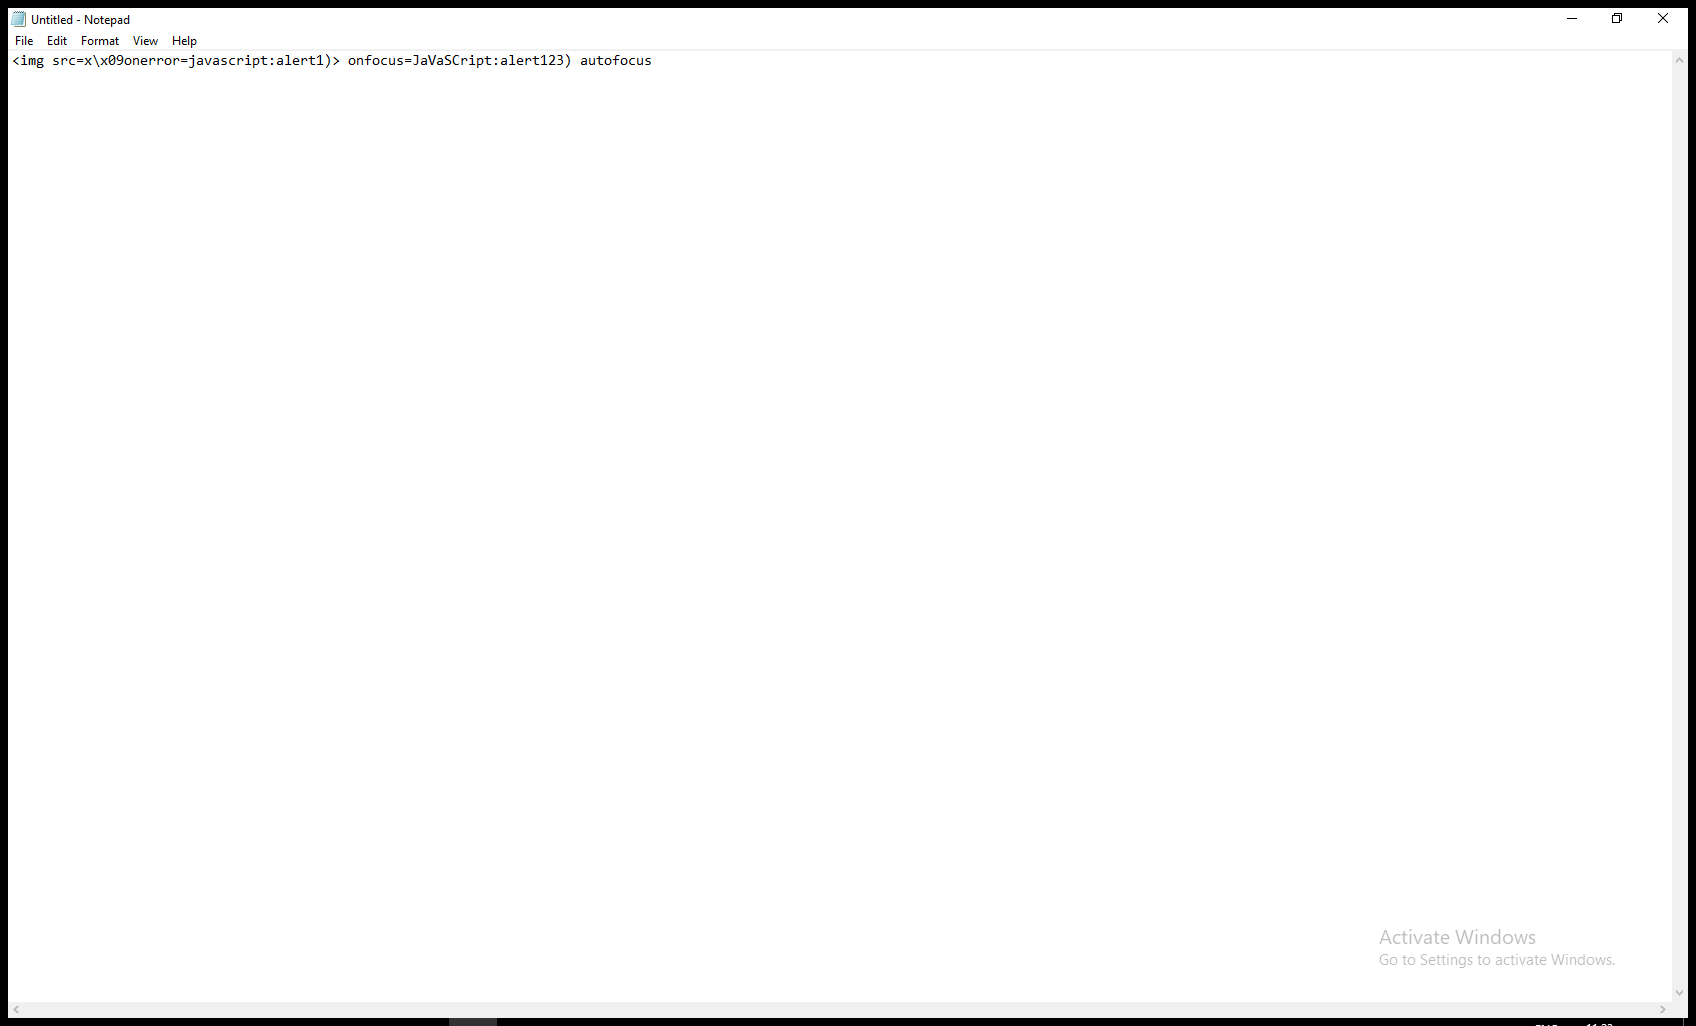 Untitled - Notepad
File Edit Format View Help
<img src=x\x09onerror=javascript:alert1)> onfocus=JaVaSCript:alert123) autofocus
Activate Windows
Go to Settings to activate Windows.